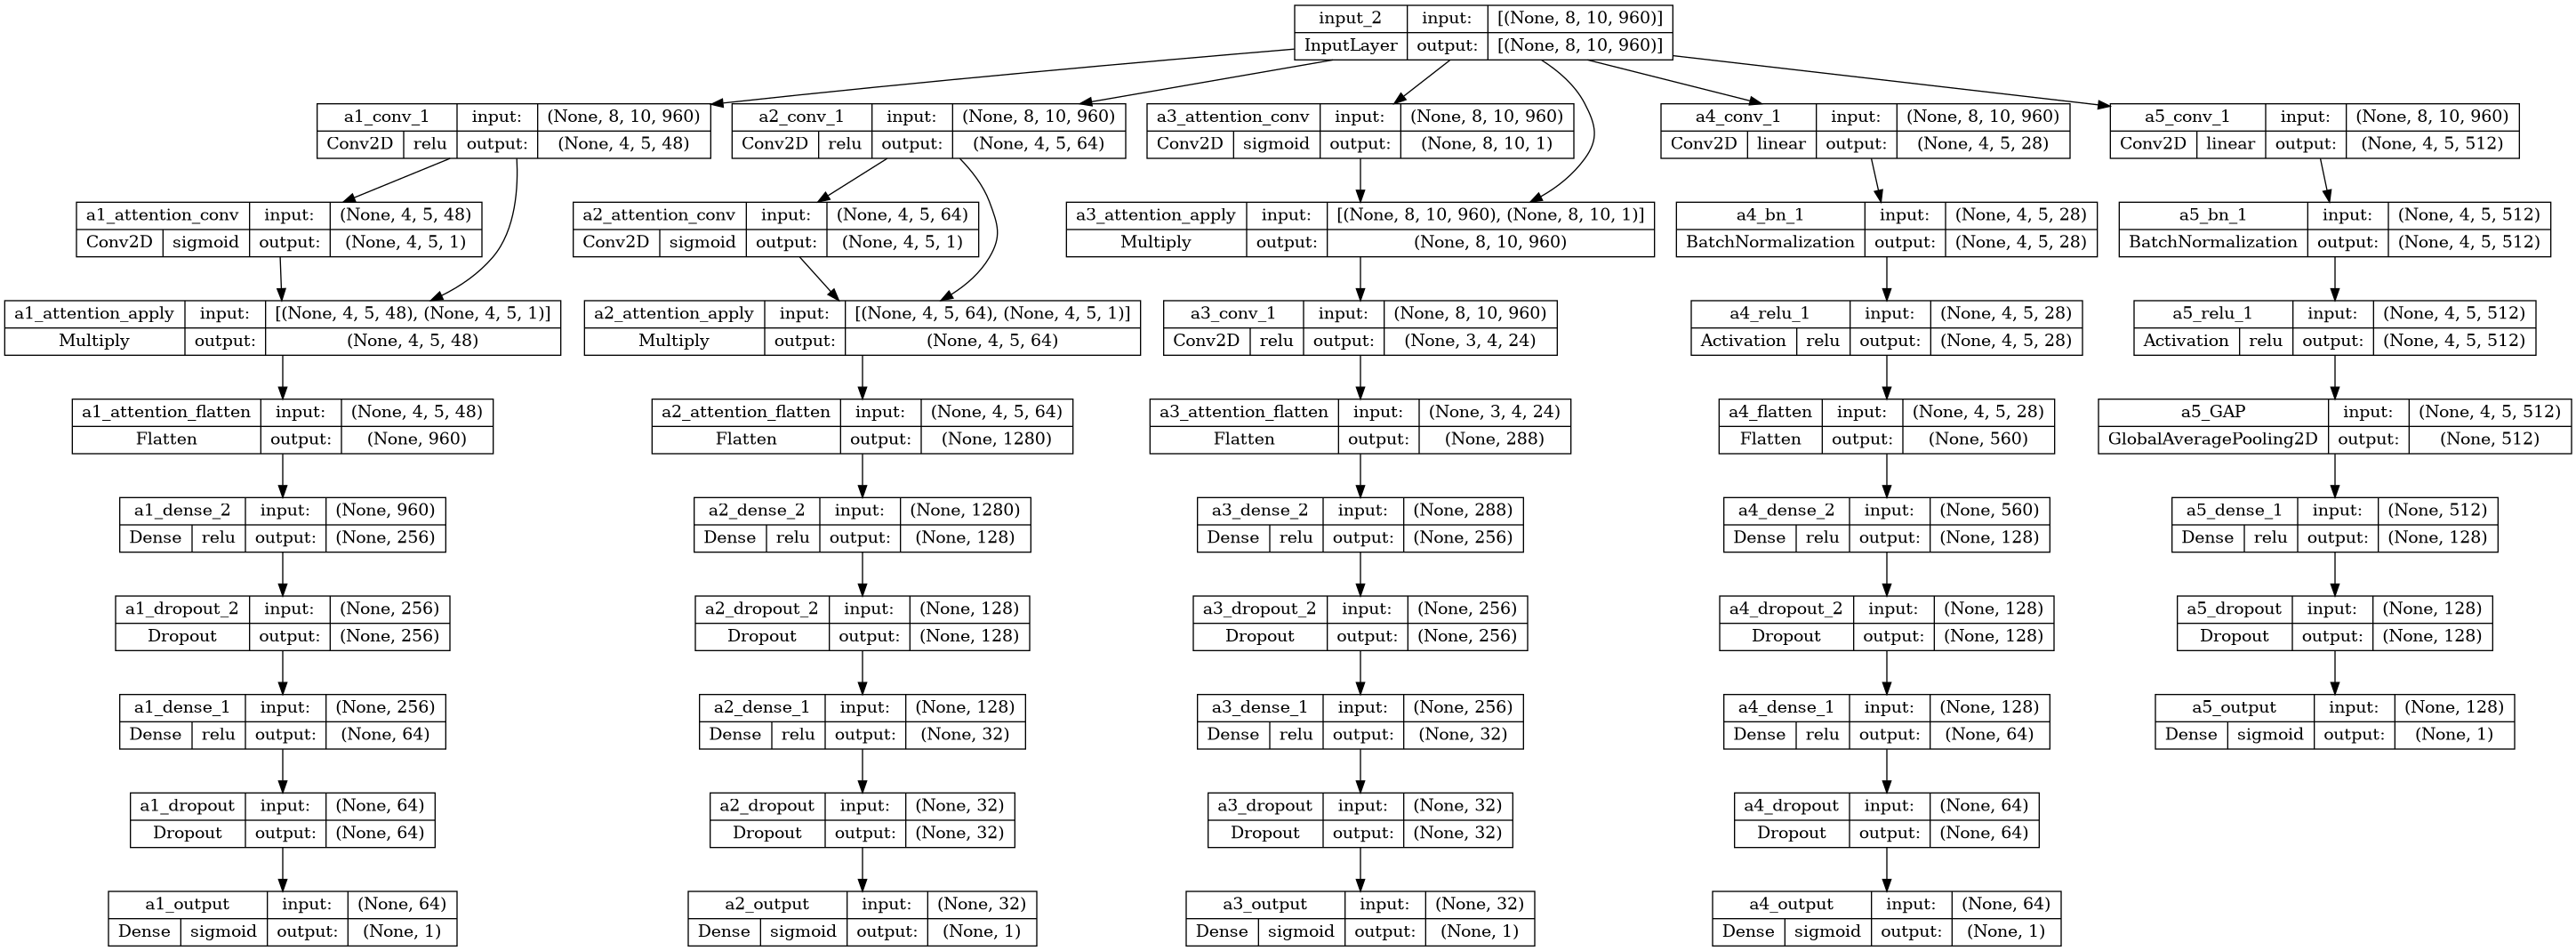 input_2 input: [(None, 8, 10, 960)]
InputLayer output: [(None, 8, 10, 960)]
a1_conv_1 input: (None, 8, 10, 960)
Conv2D relu output: (None, 4, 5, 48)
a2_conv_1 input: (None, 8, 10, 960)
Conv2D relu output: (None, 4, 5, 64)
a3_attention_conv input: (None, 8, 10, 960)
Conv2D sigmoid output: (None, 8, 10, 1)
a4_conv_1 input: (None, 8, 10, 960)
Conv2D linear output: (None, 4, 5, 28)
a5_conv_1 input: (None, 8, 10, 960)
Conv2D linear output: (None, 4, 5, 512)
a1_attention_conv input: (None, 4, 5, 48)
Conv2D sigmoid output: (None, 4, 5, 1)
a2_attention_conv input: (None, 4, 5, 64)
Conv2D sigmoid output: (None, 4, 5, 1)
a3_attention_apply input: [(None, 8, 10, 960), (None, 8, 10, 1)]
Multiply output: (None, 8, 10, 960)
a4_bn_1 input: (None, 4, 5, 28)
BatchNormalization output: (None, 4, 5, 28)
a5_bn_1 input: (None, 4, 5, 512)
BatchNormalization output: (None, 4, 5, 512)
a1_attention_apply input: [(None, 4, 5, 48), (None, 4, 5, 1)]
Multiply output: (None, 4, 5, 48)
a2_attention_apply input: [(None, 4, 5, 64), (None, 4, 5, 1)]
Multiply output: (None, 4, 5, 64)
a3_conv_1 input: (None, 8, 10, 960)
Conv2D relu output: (None, 3, 4, 24)
a4_relu_1 input: (None, 4, 5, 28)
Activation relu output: (None, 4, 5, 28)
a5_relu_1 input: (None, 4, 5, 512)
Activation relu output: (None, 4, 5, 512)
a1_attention_flatten input: (None, 4, 5, 48)
Flatten output: (None, 960)
a2_attention_flatten input: (None, 4, 5, 64)
Flatten output: (None, 1280)
a3_attention_flatten input: (None, 3, 4, 24)
Flatten output: (None, 288)
a4_flatten input: (None, 4, 5, 28)
Flatten output: (None, 560)
a5_GAP input: (None, 4, 5, 512)
GlobalAveragePooling2D output: (None, 512)
a1_dense_2 input: (None, 960)
Dense relu output: (None, 256)
a2_dense_2 input: (None, 1280)
Dense relu output: (None, 128)
a3_dense_2 input: (None, 288)
Dense relu output: (None, 256)
a4_dense_2 input: (None, 560)
Dense relu output: (None, 128)
a5_dense_1 input: (None, 512)
Dense relu output: (None, 128)
a1_dropout_2 input: (None, 256)
Dropout output: (None, 256)
a2_dropout_2 input: (None, 128)
Dropout output: (None, 128)
a3_dropout_2 input: (None, 256)
Dropout output: (None, 256)
a4_dropout_2 input: (None, 128)
Dropout output: (None, 128)
a5_dropout input: (None, 128)
Dropout output: (None, 128)
a1_dense_1 input: (None, 256)
Dense relu output: (None, 64)
a2_dense_1 input: (None, 128)
Dense relu output: (None, 32)
a3_dense_1 input: (None, 256)
Dense relu output: (None, 32)
a4_dense_1 input: (None, 128)
Dense relu output: (None, 64)
a5_output input: (None, 128)
Dense sigmoid output: (None, 1)
a1_dropout input: (None, 64)
Dropout output: (None, 64)
a2_dropout input: (None, 32)
Dropout output: (None, 32)
a3_dropout input: (None, 32)
Dropout output: (None, 32)
a4_dropout input: (None, 64)
Dropout output: (None, 64)
a1_output input: (None, 64)
Dense sigmoid output: (None, 1)
a2_output input: (None, 32)
Dense sigmoid output: (None, 1)
a3_output input: (None, 32)
Dense sigmoid output: (None, 1)
a4_output input: (None, 64)
Dense sigmoid output: (None, 1)